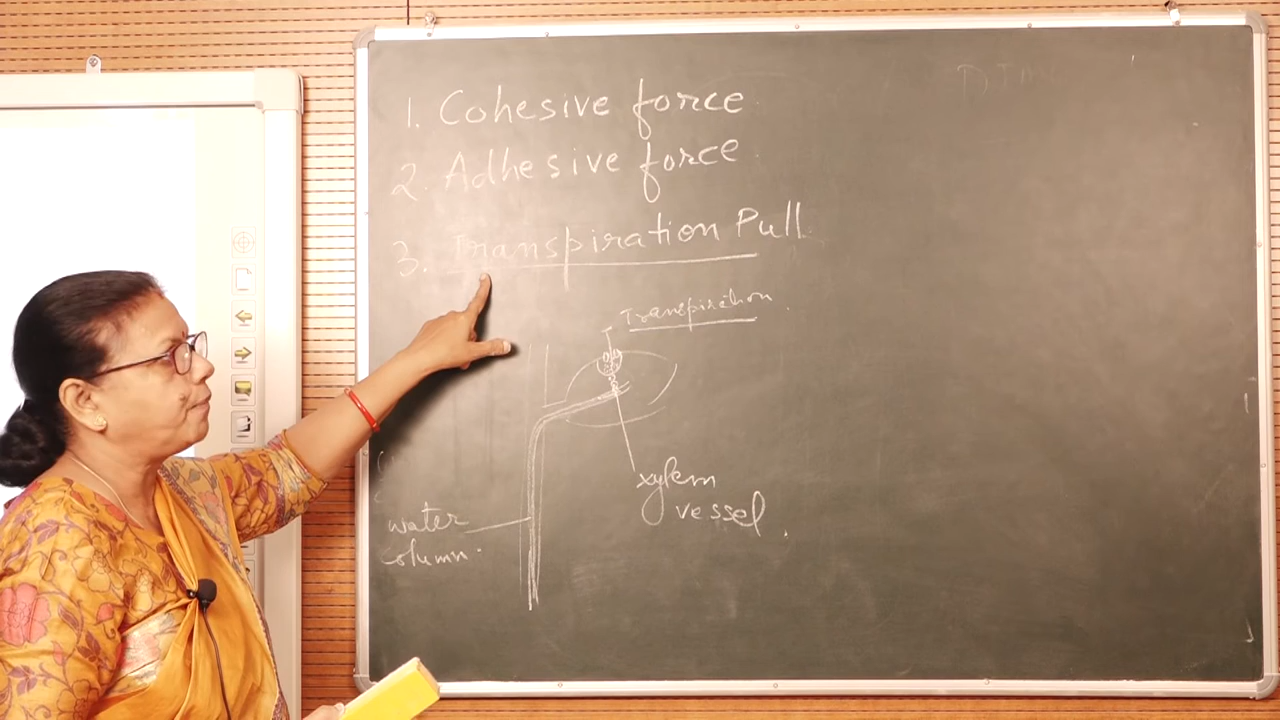 1. Cohesive force
2. Adhesive force
3. Transpiration Pull
Transpiration.
xylem
vessel.
water
column.